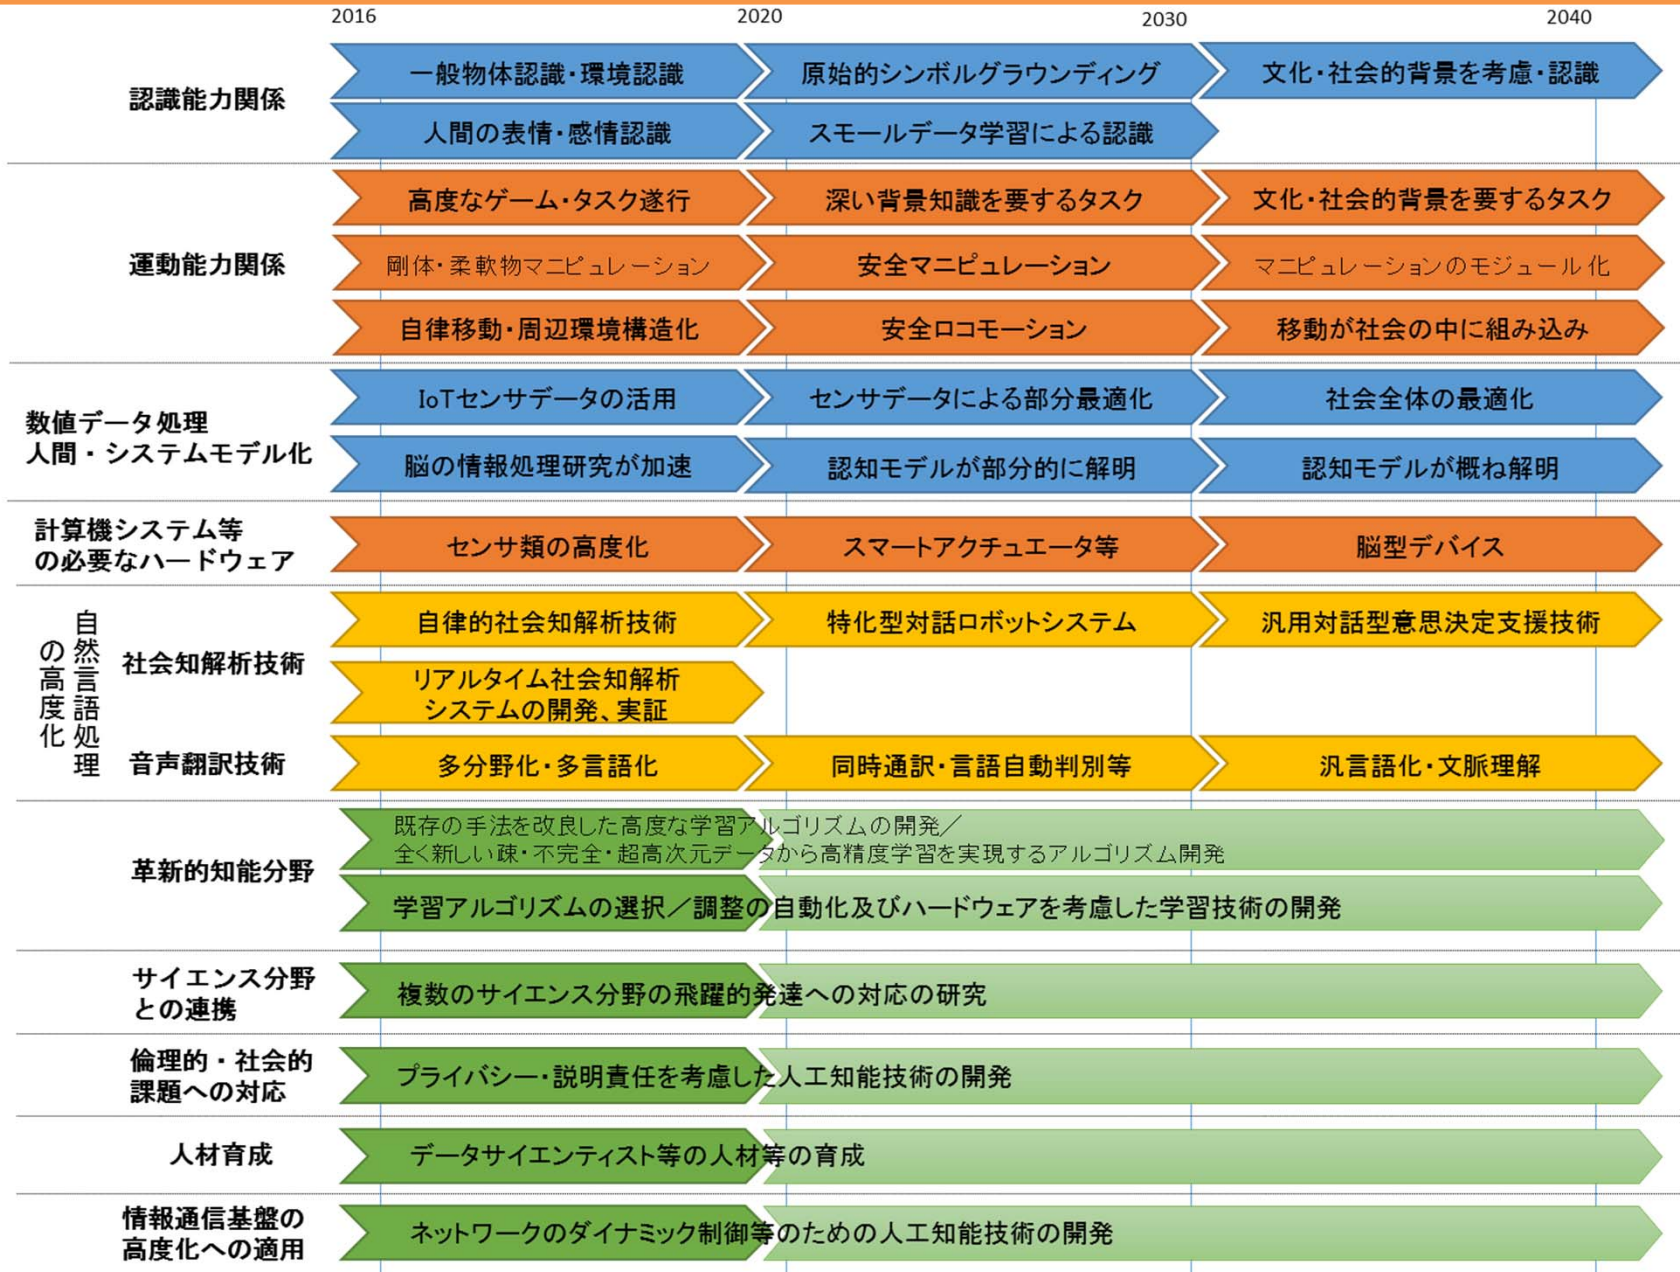 2016
2020
2030
2040
認識能力関係
一般物体認識・環境認識
原始的シンボルグラウンディング
文化・社会的背景を考慮・認識
人間の表情・感情認識
スモールデータ学習による認識
運動能力関係
高度なゲーム・タスク遂行
深い背景知識を要するタスク
文化・社会的背景を要するタスク
剛体・柔軟物マニピュレーション
安全マニピュレーション
マニピュレーションのモジュール化
自律移動・周辺環境構造化
安全ロコモーション
移動が社会の中に組み込み
数値データ処理
人間・システムモデル化
IoTセンサデータの活用
センサデータによる部分最適化
社会全体の最適化
脳の情報処理研究が加速
認知モデルが部分的に解明
認知モデルが概ね解明
計算機システム等
の必要なハードウェア
センサ類の高度化
スマートアクチュエータ等
脳型デバイス
自然言語処理
の高度化
社会知解析技術
自律的社会知解析技術
特化型対話ロボットシステム
汎用対話型意思決定支援技術
リアルタイム社会知解析
システムの開発、実証
音声翻訳技術
多分野化・多言語化
同時通訳・言語自動判別等
汎言語化・文脈理解
革新的知能分野
既存の手法を改良した高度な学習アルゴリズムの開発／
全く新しい疎・不完全・超高次元データから高精度学習を実現するアルゴリズム開発
学習アルゴリズムの選択／調整の自動化及びハードウェアを考慮した学習技術の開発
サイエンス分野
との連携
複数のサイエンス分野の飛躍的発達への対応の研究
倫理的・社会的
課題への対応
プライバシー・説明責任を考慮した人工知能技術の開発
人材育成
データサイエンティスト等の人材等の育成
情報通信基盤の
高度化への適用
ネットワークのダイナミック制御等のための人工知能技術の開発